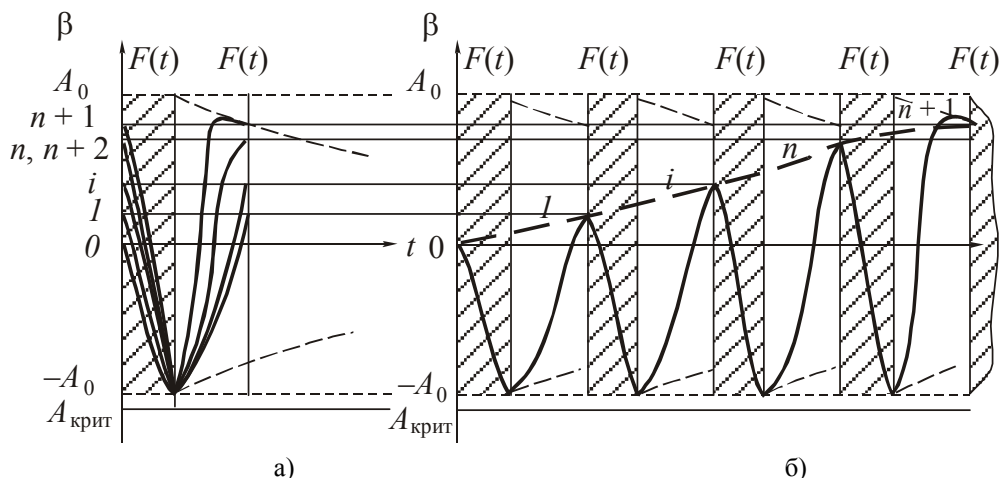 β
F(t) F(t)
A0
n + 1
n, n + 2
i
1
0
t
–A0
Aкрит
а)
β
F(t) F(t) F(t) F(t) F(t)
A0
n + 1
n
i
1
0
–A0
Aкрит
б)